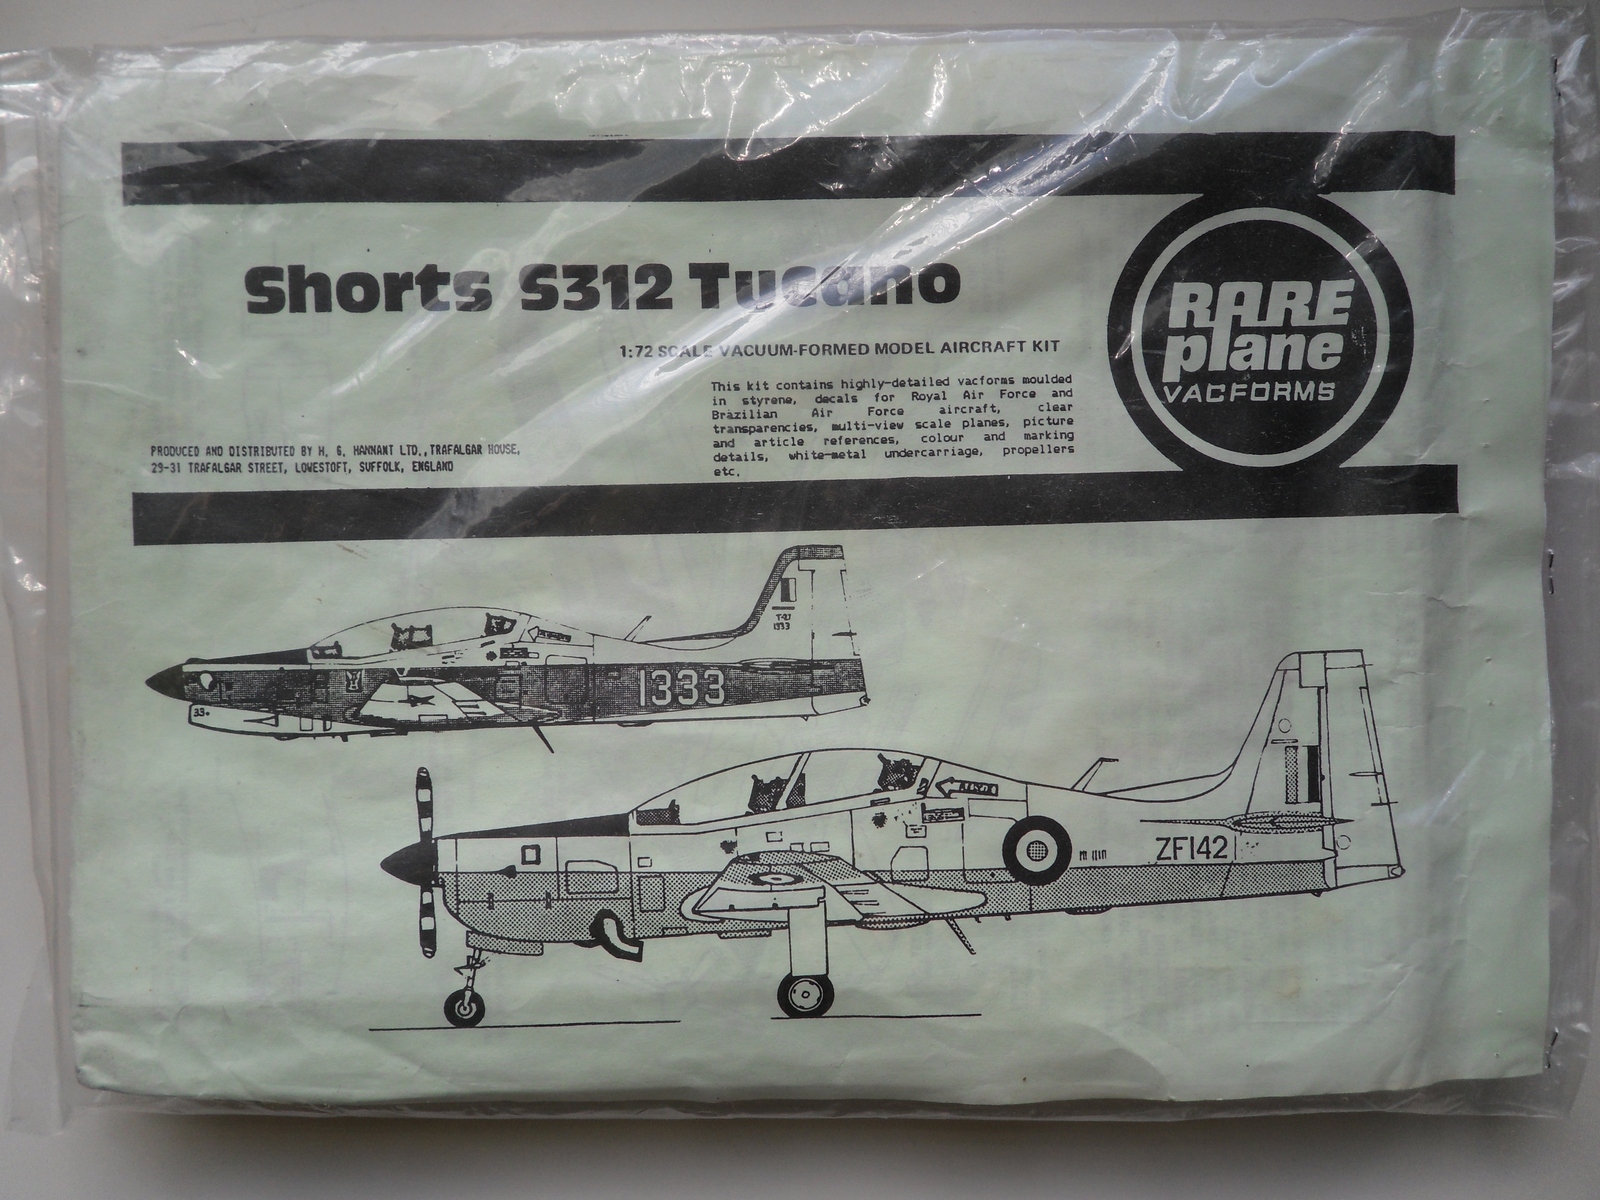 Shorts S312 Tucano
1:72 SCALE VACUUM-FORMED MODEL AIRCRAFT KIT
This kit contains highly-detailed vacforms moulded
in styrene, decals for Royal Air Force and
Brazilian Air Force aircraft, clear
transparencies, multi-view scale planes, picture
and article references, colour and marking
details, white-metal undercarriage, propellers
etc.
PRODUCED AND DISTRIBUTED BY H. G. HANNANT LTD., TRAFALGAR HOUSE,
29-31 TRAFALGAR STREET, LOWESTOFT, SUFFOLK, ENGLAND
RARE
plane
VACFORMS
T-27
1333
1333
33
ZF142